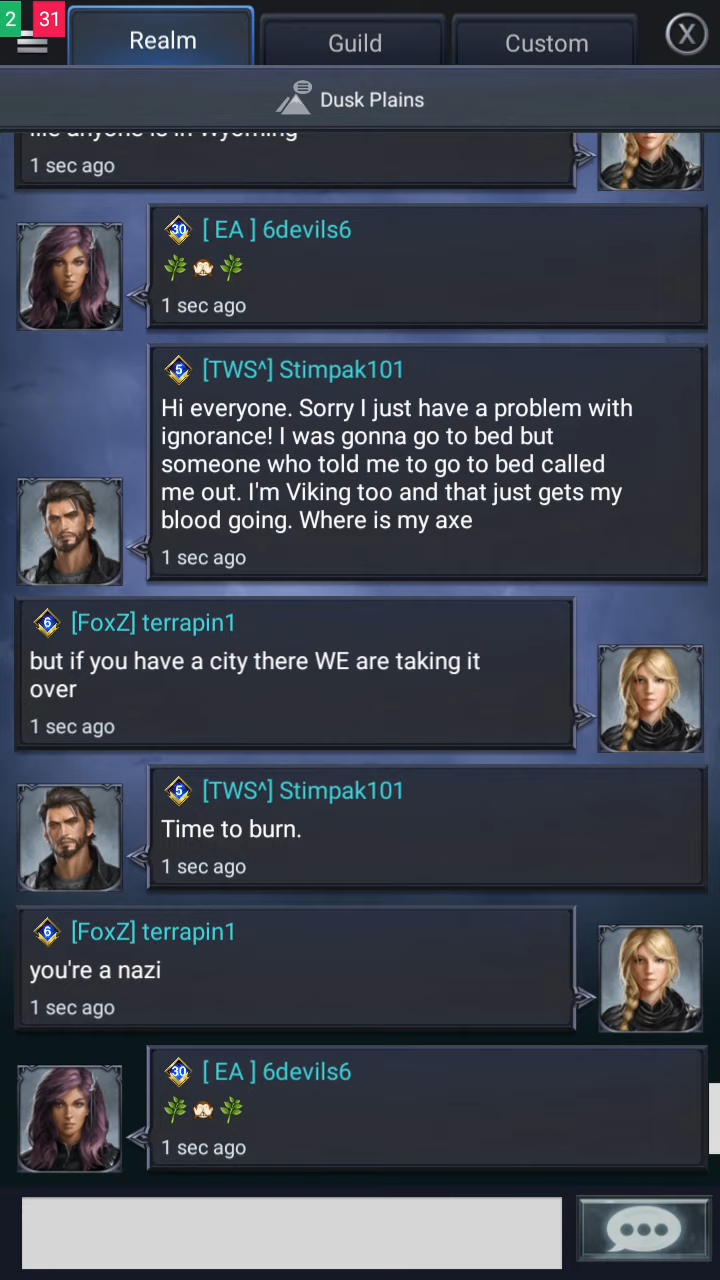 2 31
Realm Guild Custom X
Dusk Plains
life anyone is in Wyoming
1 sec ago
30 [ EA ] 6devils6
🌿 🙈 🌿
1 sec ago
5 [TWS^] Stimpak101
Hi everyone. Sorry I just have a problem with
ignorance! I was gonna go to bed but
someone who told me to go to bed called
me out. I'm Viking too and that just gets my
blood going. Where is my axe
1 sec ago
6 [FoxZ] terrapin1
but if you have a city there WE are taking it
over
1 sec ago
5 [TWS^] Stimpak101
Time to burn.
1 sec ago
6 [FoxZ] terrapin1
you're a nazi
1 sec ago
30 [ EA ] 6devils6
🌿 🙈 🌿
1 sec ago